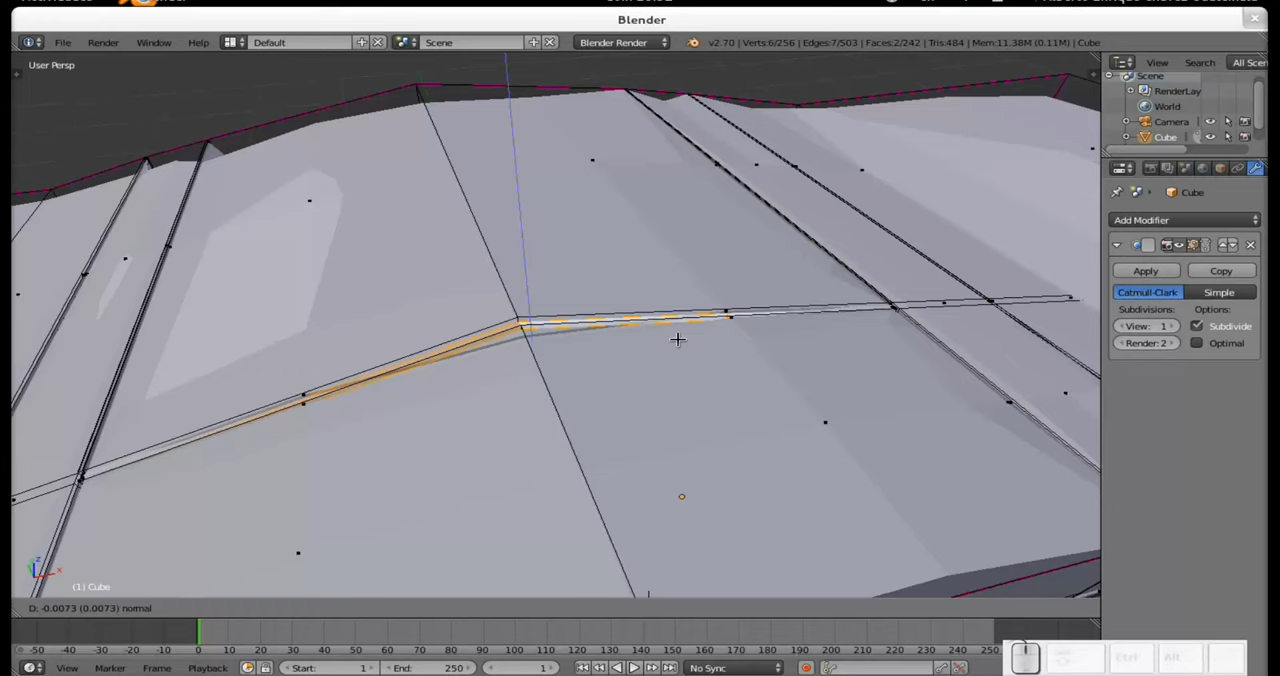 Blender
File Render Window Help Default Scene Blender Render v2.70 | Verts:6/256 | Edges:7/503 | Faces:2/242 | Tris:484 | Mem:11.38M (0.11M) | Cube
User Persp
View Search All Scen
Scene
RenderLay
World
Camera
Cube
Cube
Add Modifier
Apply Copy
Catmull-Clark Simple
Subdivisions: Options:
View: 1 Subdivide
Render: 2 Optimal
z
x
(1) Cube
D: -0.0073 (0.0073) normal
-50 -40 -30 -20 -10 0 10 20 30 40 50 60 70 80 90 100 110 120 130 140 150 160 170 180 190 200 210 220 230 240 250
View Marker Frame Playback Start: 1 End: 250 1 No Sync
Ctrl Alt